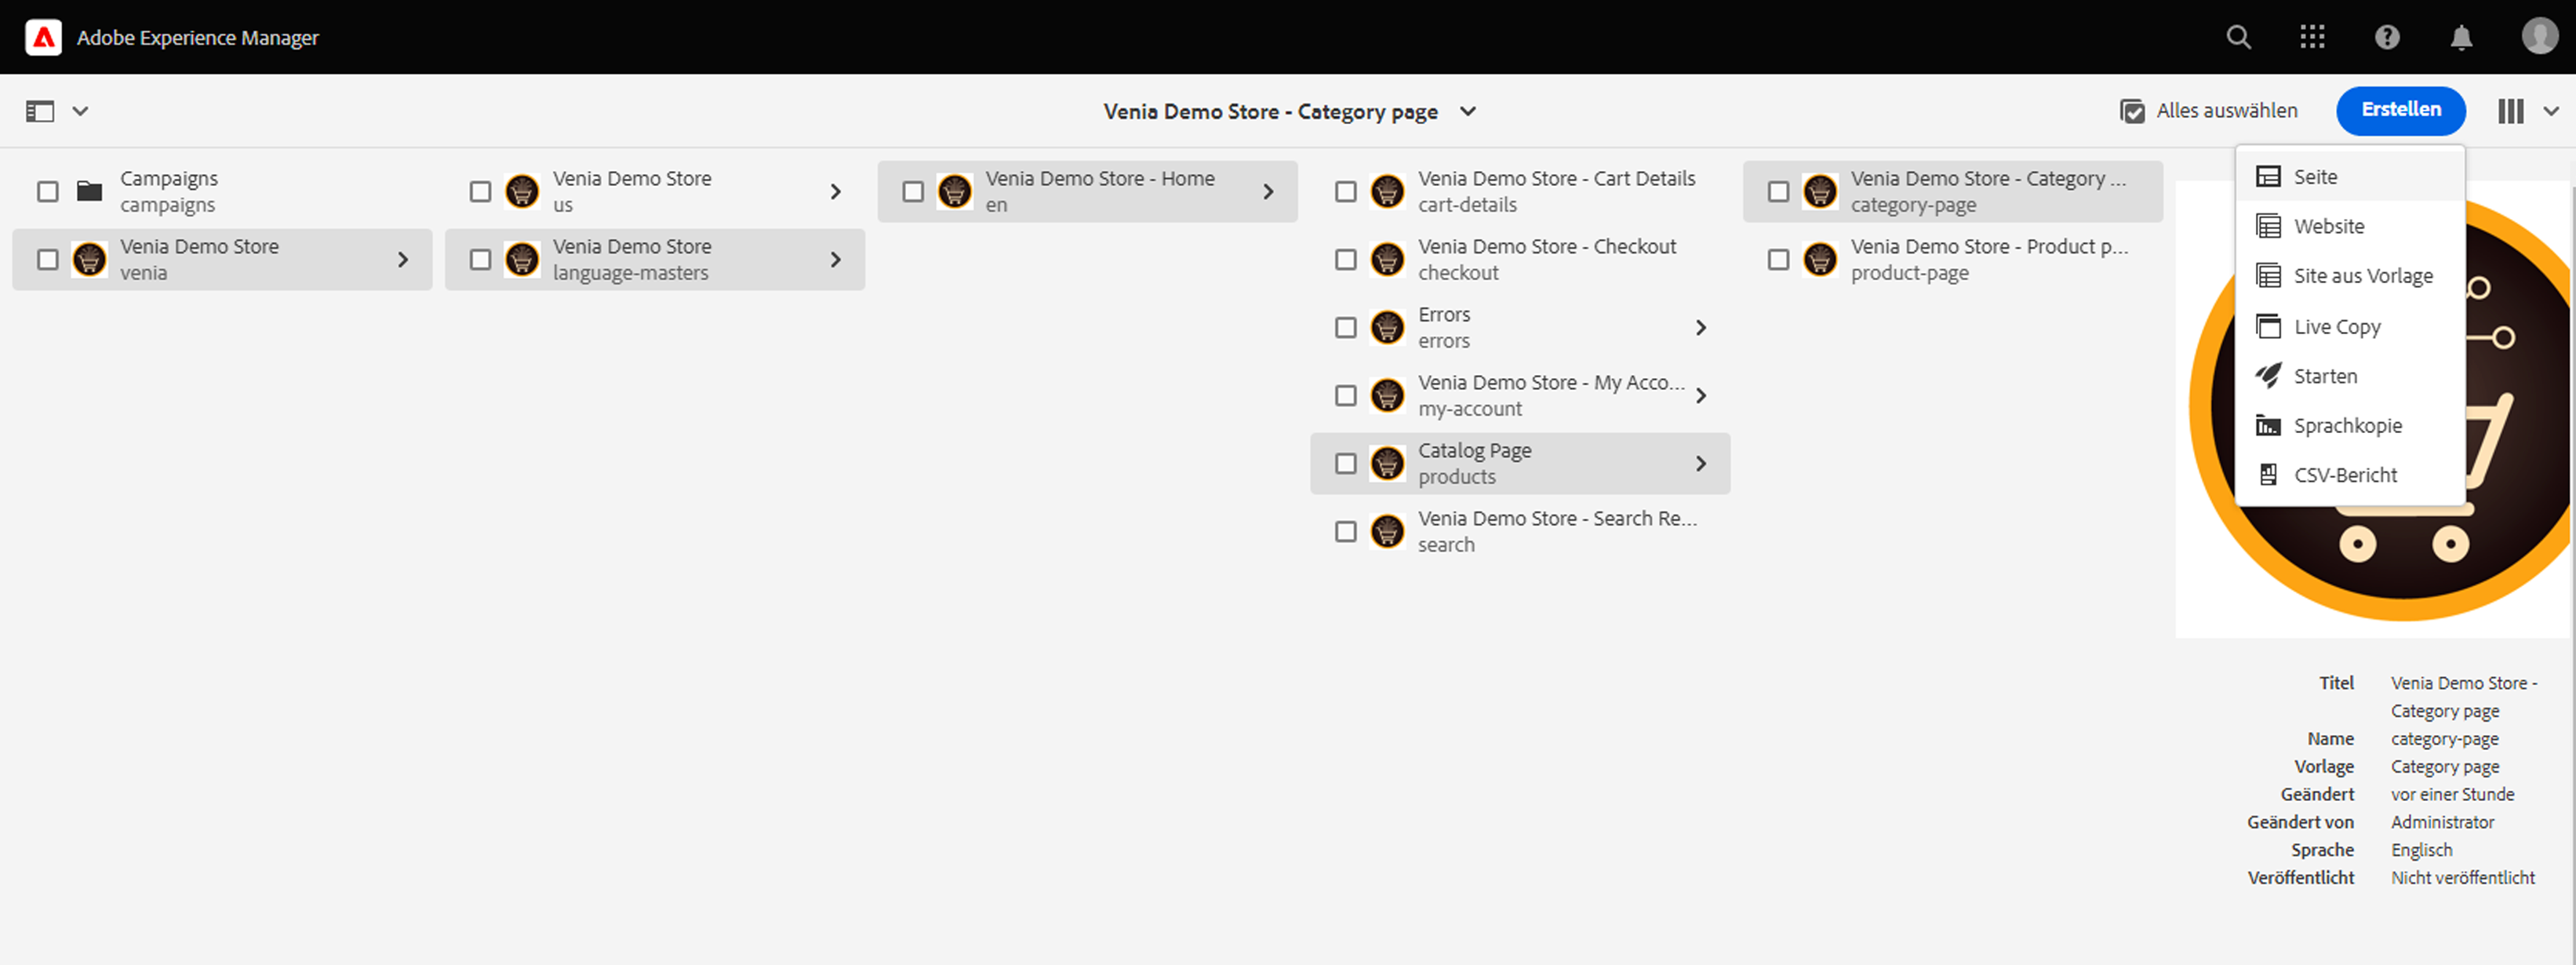 Adobe Experience Manager
Venia Demo Store - Category page
Alles auswählen
Erstellen
Campaigns
campaigns
Venia Demo Store
venia
Venia Demo Store
us
Venia Demo Store
language-masters
Venia Demo Store - Home
en
Venia Demo Store - Cart Details
cart-details
Venia Demo Store - Checkout
checkout
Errors
errors
Venia Demo Store - My Acco...
my-account
Catalog Page
products
Venia Demo Store - Search Re...
search
Venia Demo Store - Category ...
category-page
Venia Demo Store - Product p...
product-page
Seite
Website
Site aus Vorlage
Live Copy
Starten
Sprachkopie
CSV-Bericht
Titel Venia Demo Store -
Category page
Name category-page
Vorlage Category page
Geändert vor einer Stunde
Geändert von Administrator
Sprache Englisch
Veröffentlicht Nicht veröffentlicht